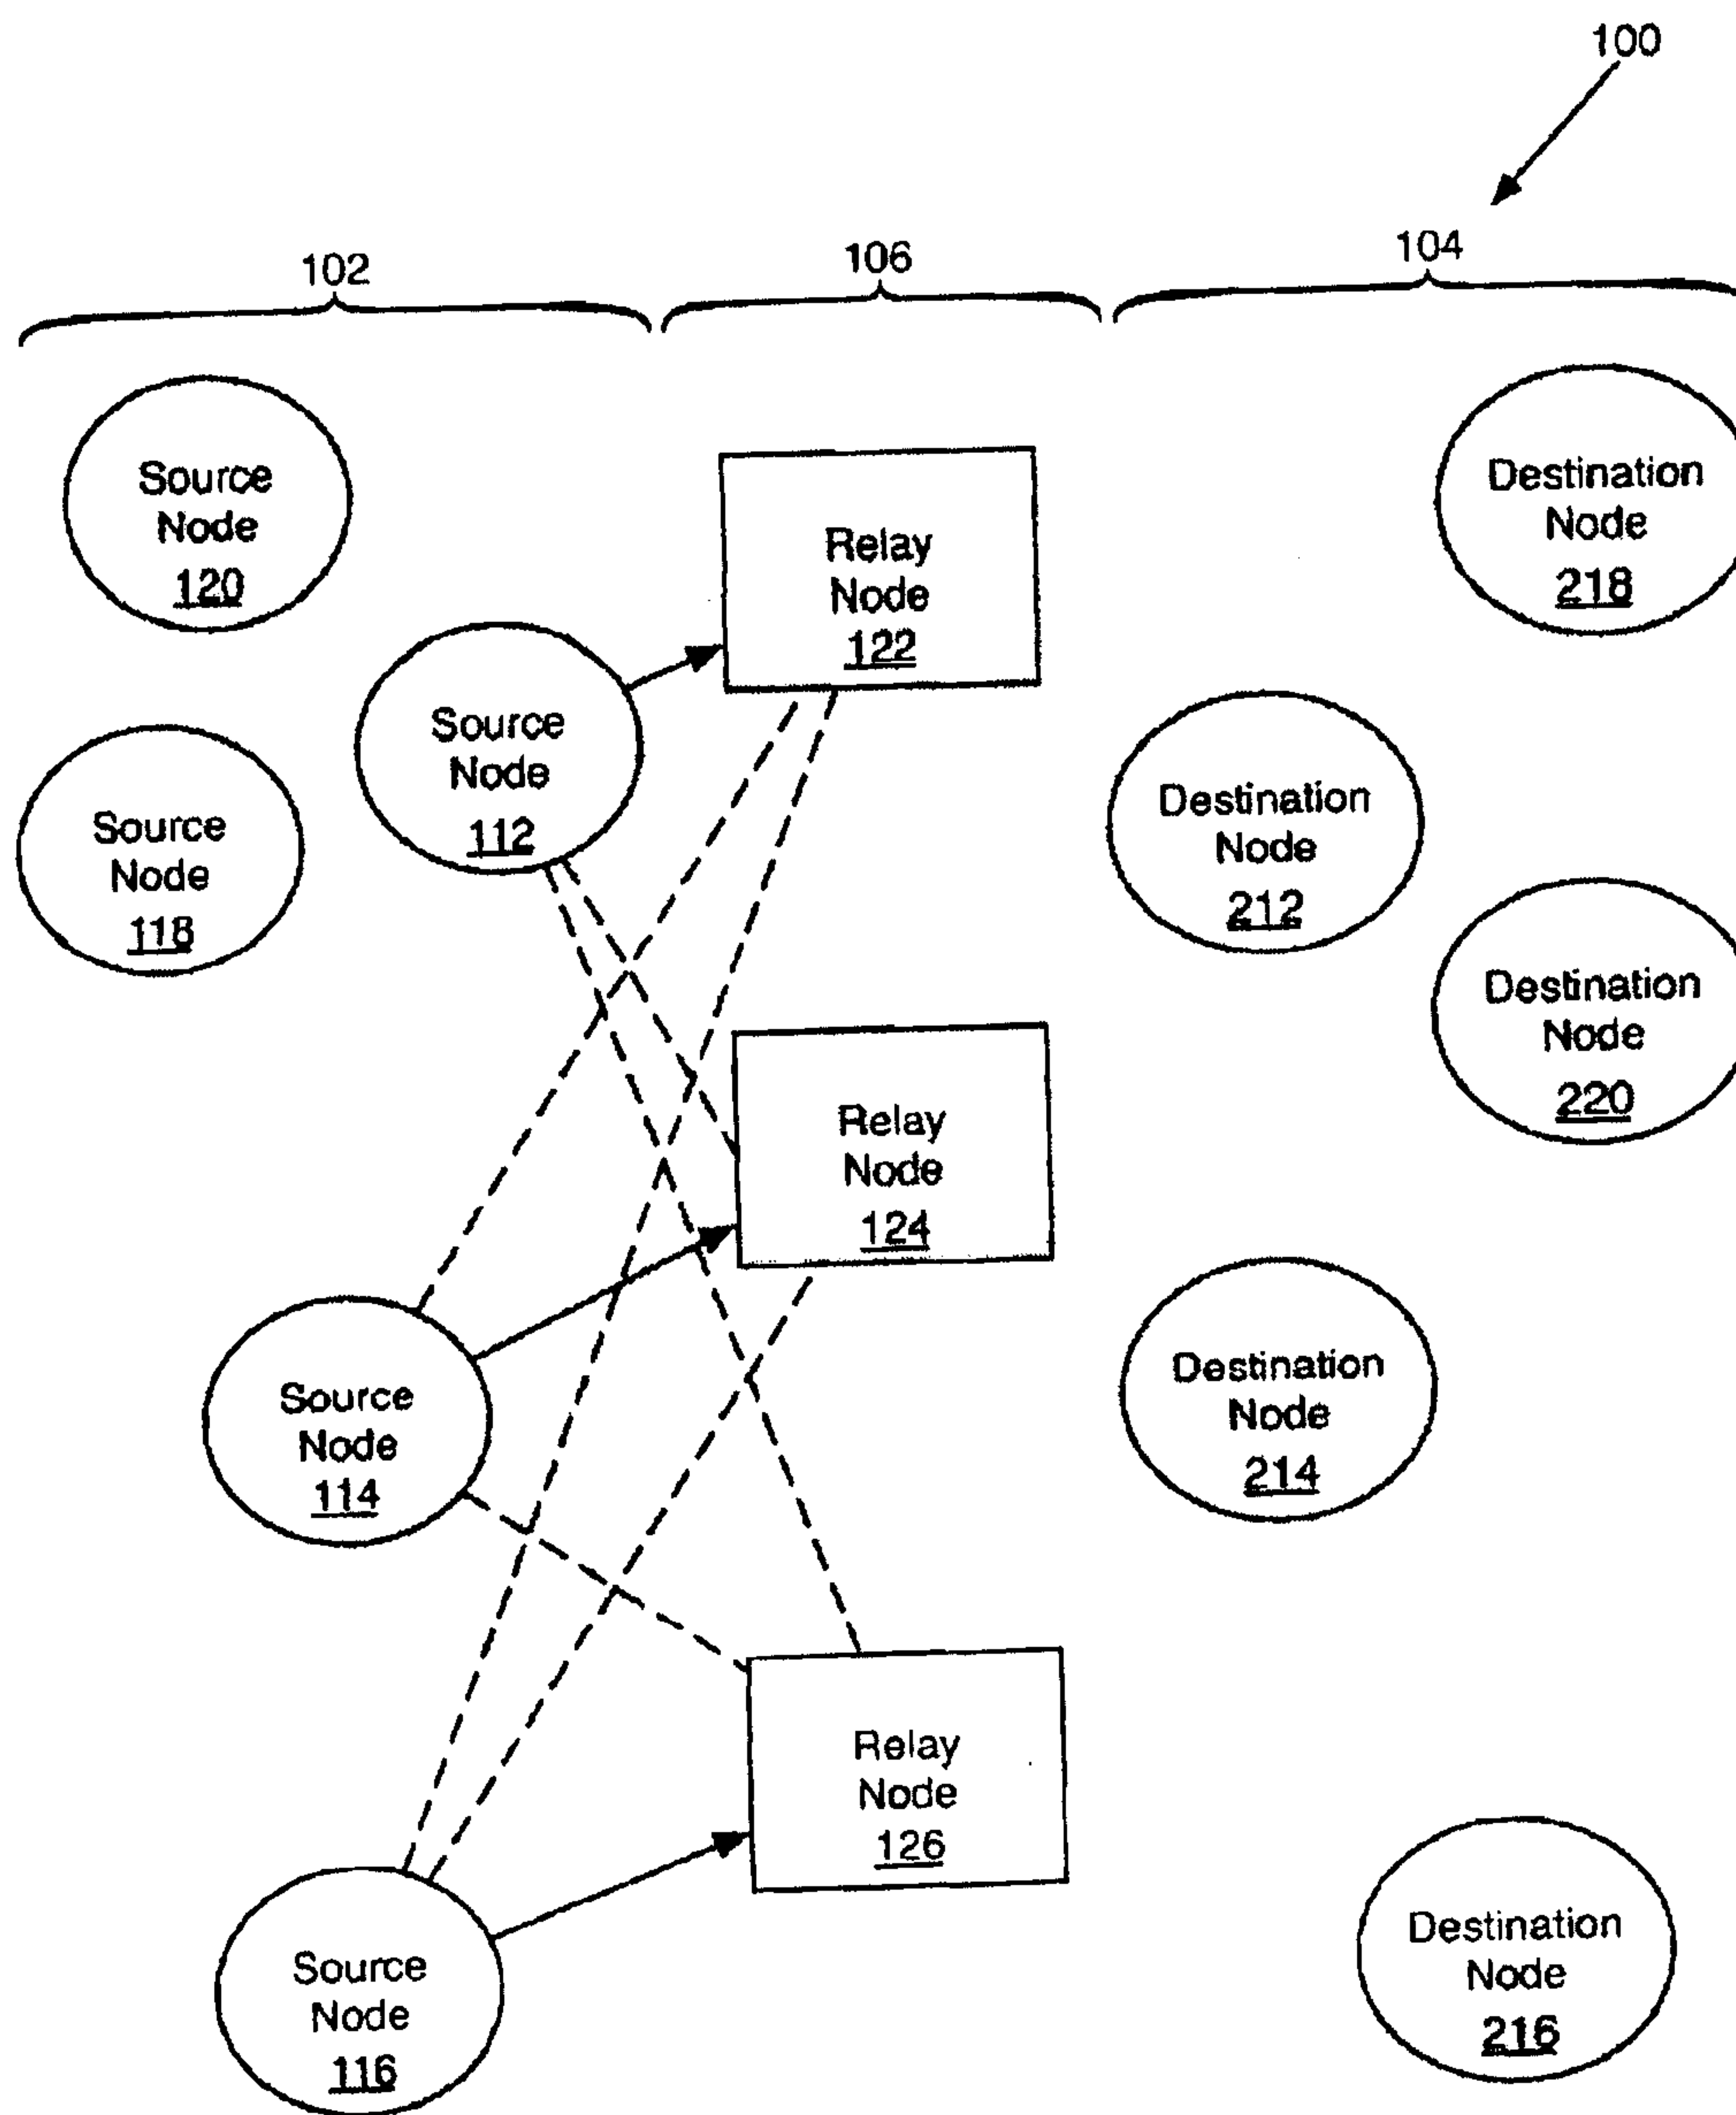 100
102
106
104
Source
Node
120
Relay
Node
122
Destination
Node
218
Source
Node
112
Source
Node
118
Destination
Node
212
Destination
Node
220
Relay
Node
124
Source
Node
114
Destination
Node
214
Relay
Node
126
Source
Node
116
Destination
Node
216